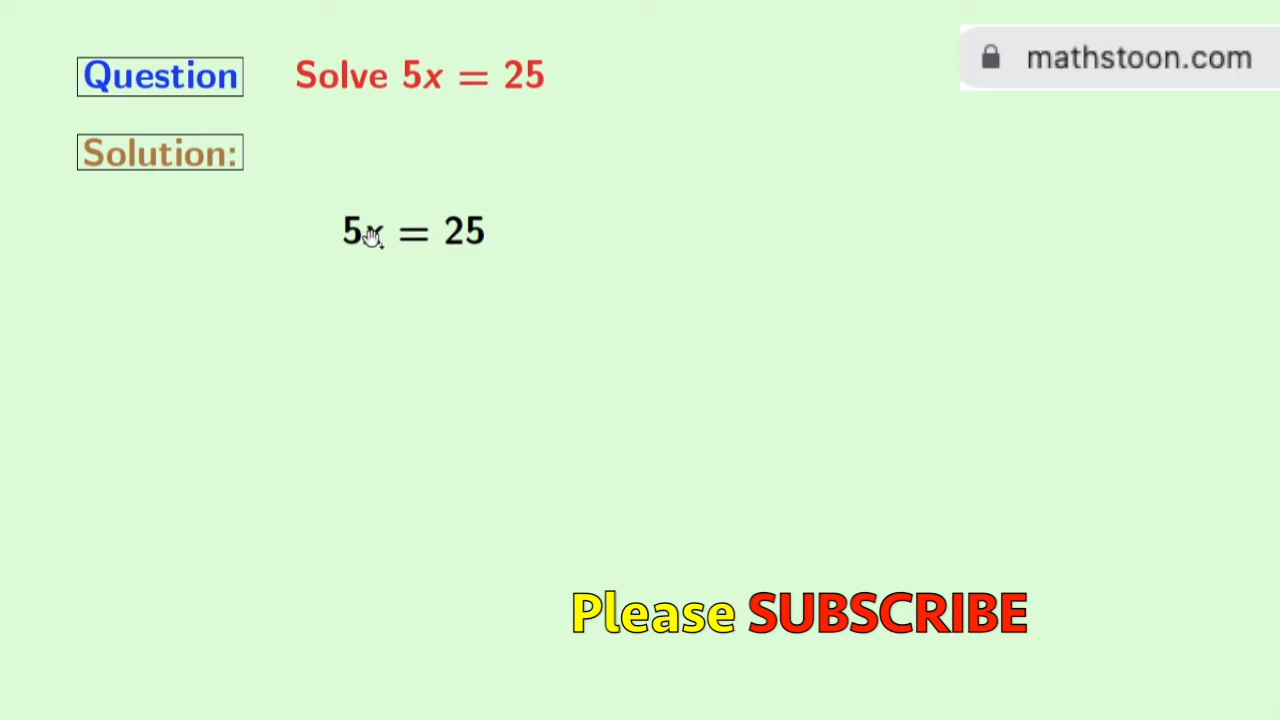 Question Solve 5x = 25
mathstoon.com
Solution:
5x = 25
Please SUBSCRIBE